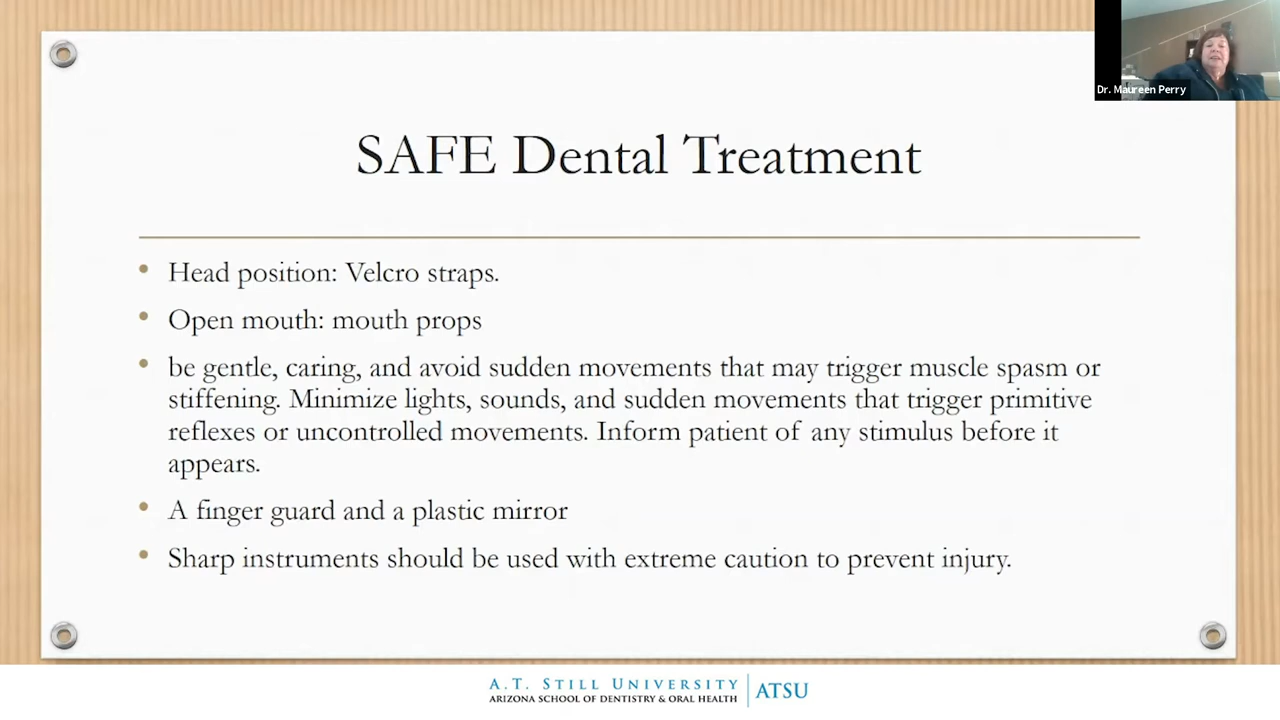 Dr. Maureen Perry
SAFE Dental Treatment
• Head position: Velcro straps.
• Open mouth: mouth props
• be gentle, caring, and avoid sudden movements that may trigger muscle spasm or
stiffening. Minimize lights, sounds, and sudden movements that trigger primitive
reflexes or uncontrolled movements. Inform patient of any stimulus before it
appears.
• A finger guard and a plastic mirror
• Sharp instruments should be used with extreme caution to prevent injury.
A.T. STILL UNIVERSITY
ARIZONA SCHOOL OF DENTISTRY & ORAL HEALTH
ATSU